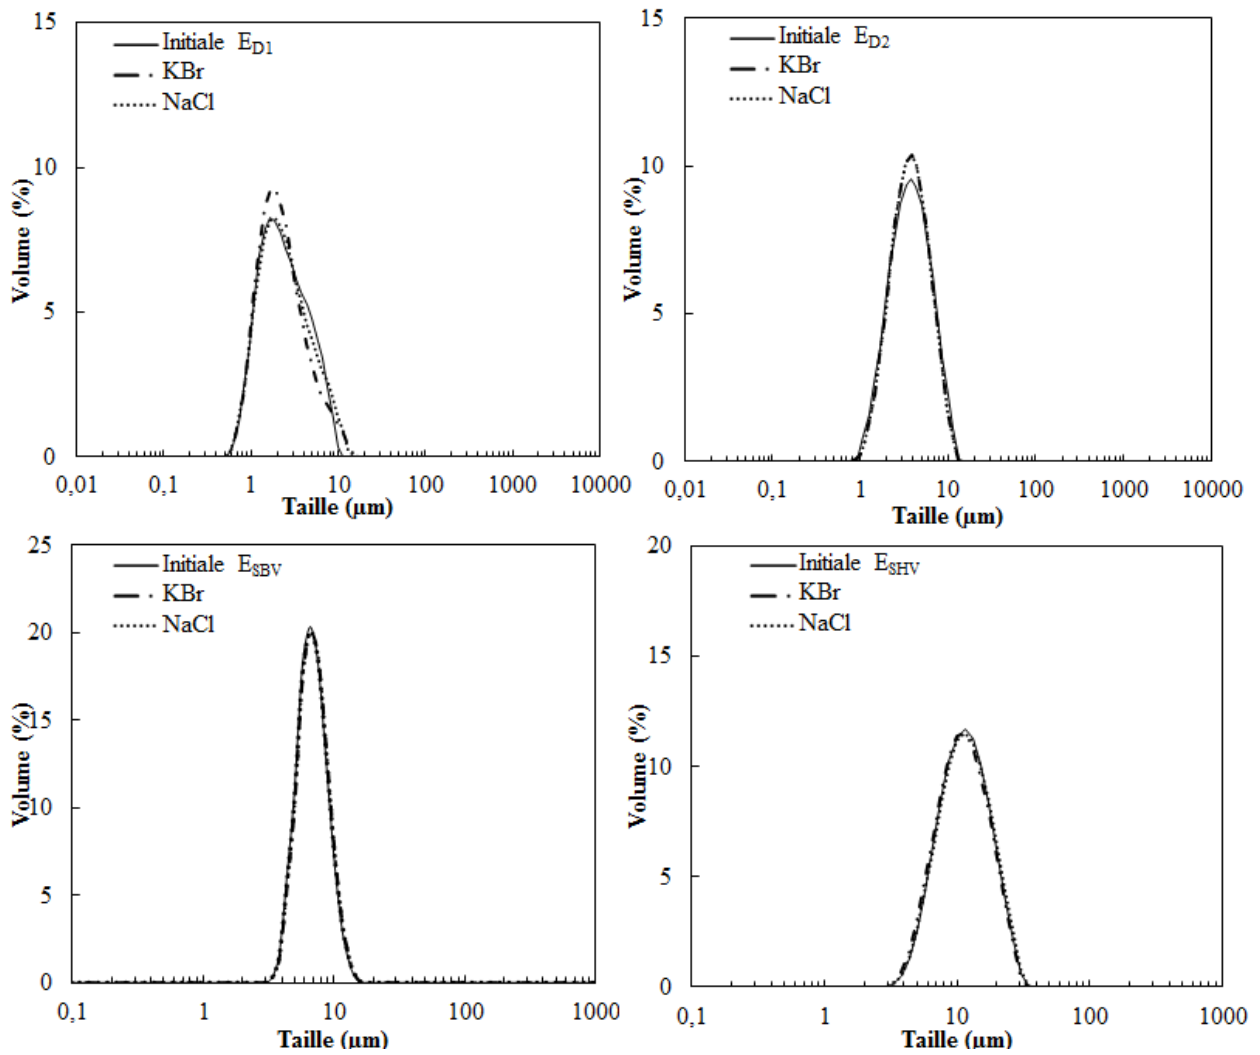 15
10
5
0
Volume (%)
Initiale E_D1
KBr
NaCl
0,01 0,1 1 10 100 1000 10000
Taille (µm)
15
10
5
0
Volume (%)
Initiale E_D2
KBr
NaCl
0,01 0,1 1 10 100 1000 10000
Taille (µm)
25
20
15
10
5
0
Volume (%)
Initiale E_SBV
KBr
NaCl
0,1 1 10 100 1000
Taille (µm)
20
15
10
5
0
Volume (%)
Initiale E_SHV
KBr
NaCl
0,1 1 10 100 1000
Taille (µm)